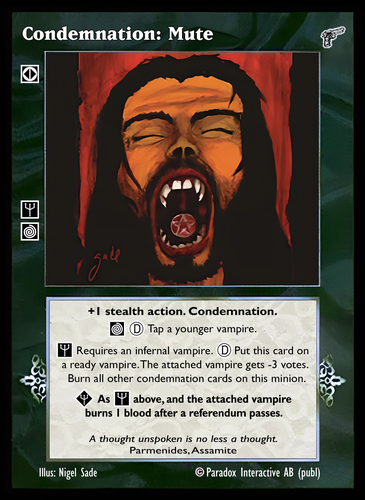 Condemnation: Mute
gade
+1 stealth action. Condemnation.
D Tap a younger vampire.
Requires an infernal vampire. D Put this card on
a ready vampire. The attached vampire gets -3 votes.
Burn all other condemnation cards on this minion.
As above, and the attached vampire
burns 1 blood after a referendum passes.
A thought unspoken is no less a thought.
Parmenides, Assamite
Illus: Nigel Sade © Paradox Interactive AB (publ)